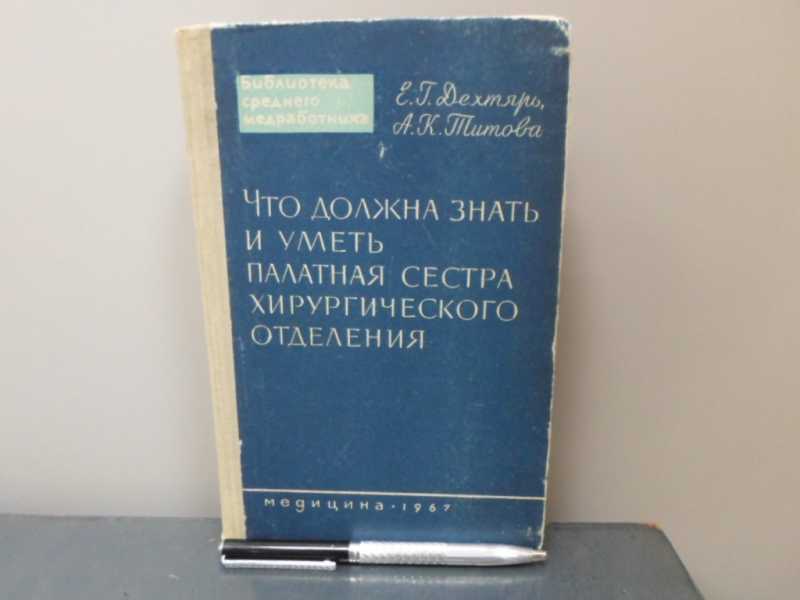 Библиотека
среднего
медработника
Е.Г. Дехтярь,
А.К. Титова
Что должна знать
и уметь
палатная сестра
хирургического
отделения
медицина · 1967